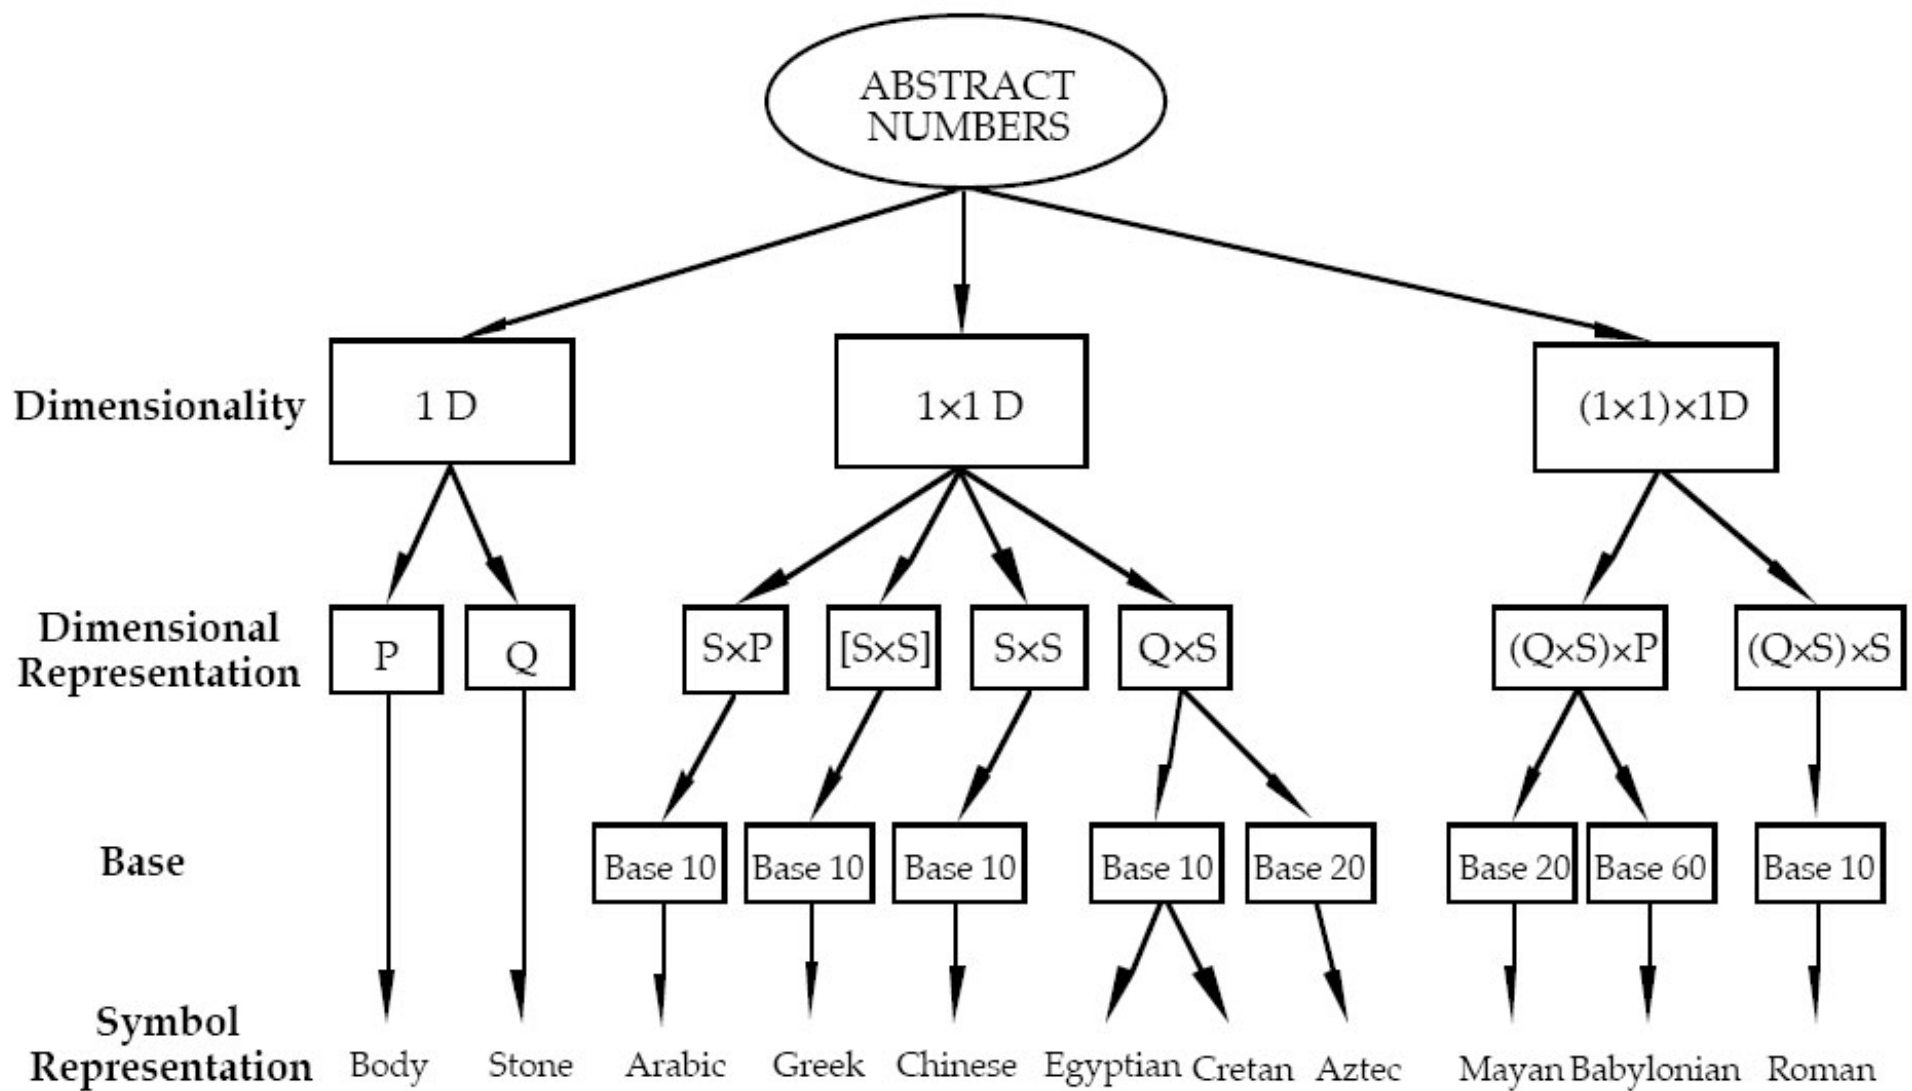 ABSTRACT
NUMBERS
Dimensionality
1 D
1×1 D
(1×1)×1D
Dimensional
Representation
P
Q
S×P
[S×S]
S×S
Q×S
(Q×S)×P
(Q×S)×S
Base
Base 10
Base 10
Base 10
Base 10
Base 20
Base 20
Base 60
Base 10
Symbol
Representation
Body
Stone
Arabic
Greek
Chinese
Egyptian
Cretan
Aztec
Mayan
Babylonian
Roman